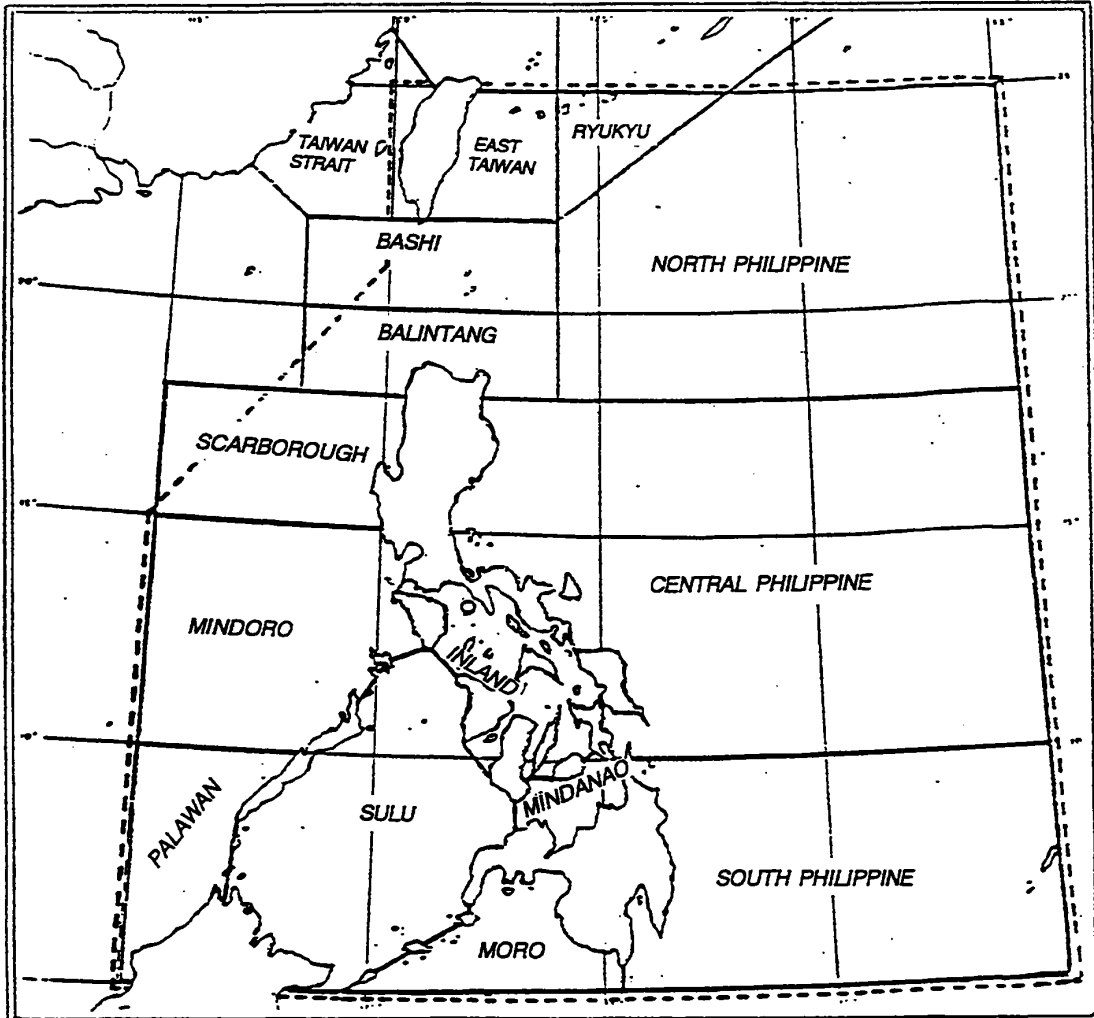 TAIWAN
STRAIT
EAST
TAIWAN
RYUKYU
BASHI
NORTH PHILIPPINE
BALINTANG
SCARBOROUGH
CENTRAL PHILIPPINE
MINDORO
INLAND
PALAWAN
SULU
MINDANAO
SOUTH PHILIPPINE
MORO